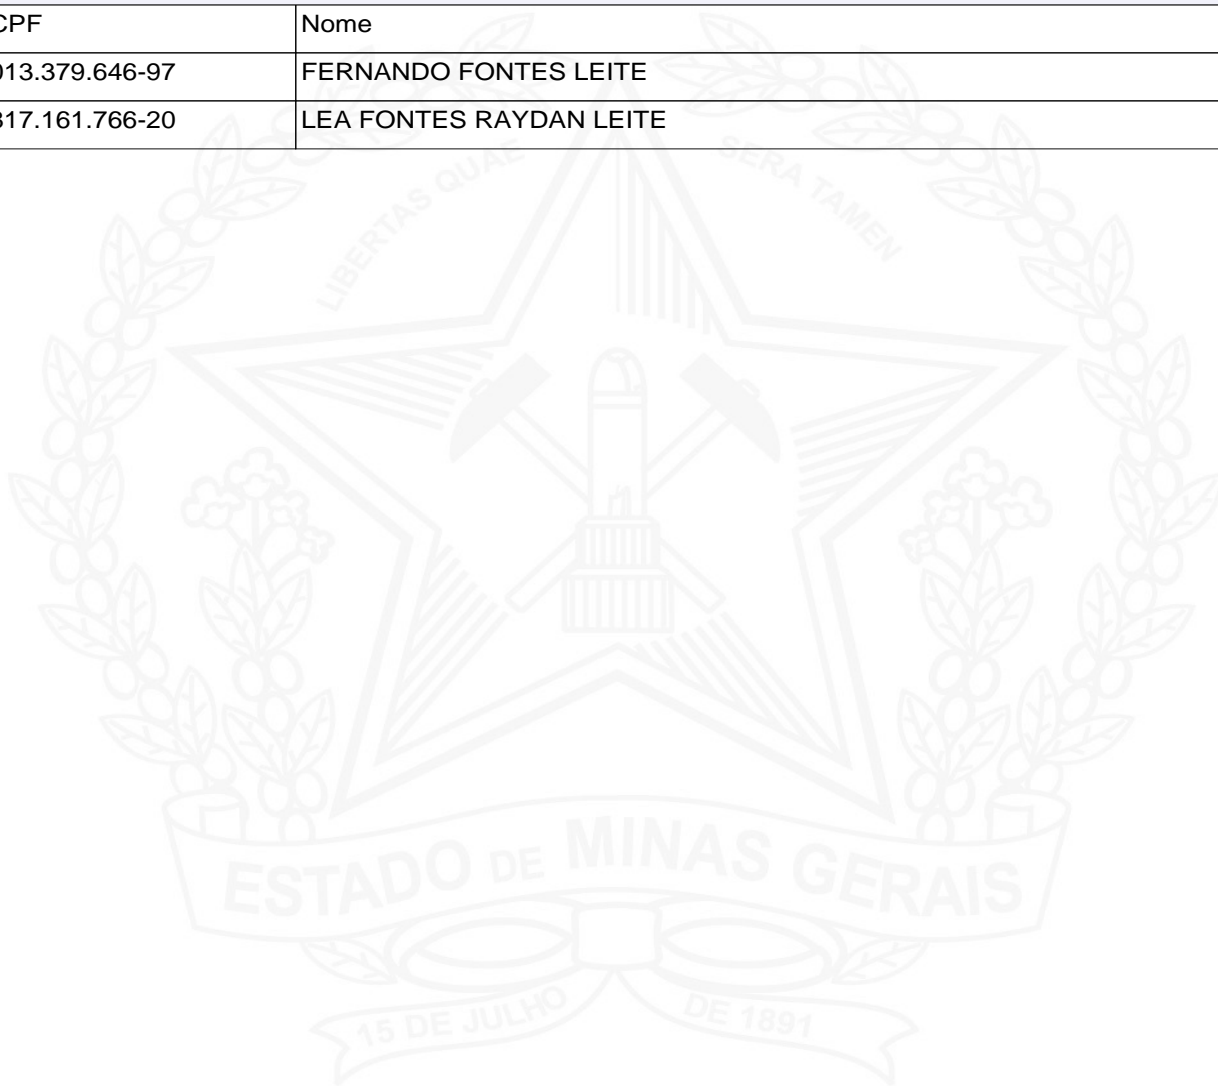 CPF Nome
013.379.646-97 FERNANDO FONTES LEITE
317.161.766-20 LEA FONTES RAYDAN LEITE
LIBERTAS QUAE SERA TAMEN
ESTADO DE MINAS GERAIS
15 DE JULHO DE 1891